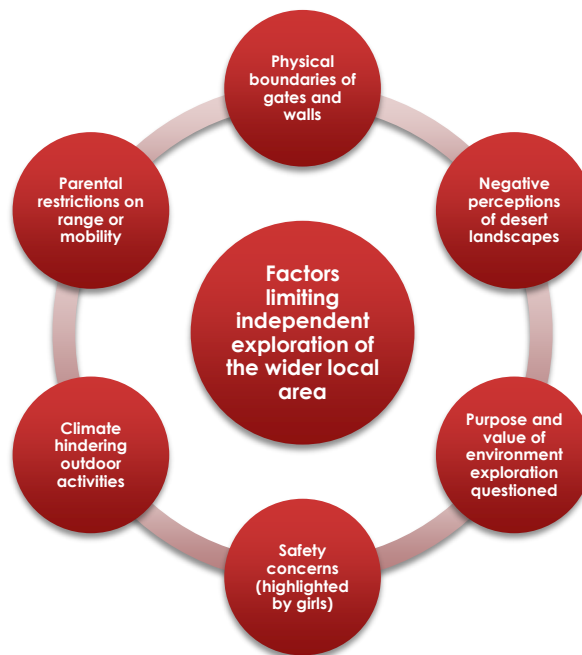 Physical
boundaries of
gates and
walls
Negative
perceptions
of desert
landscapes
Purpose and
value of
environment
exploration
questioned
Safety
concerns
(highlighted
by girls)
Climate
hindering
outdoor
activities
Parental
restrictions on
range or
mobility
Factors
limiting
independent
exploration of
the wider local
area